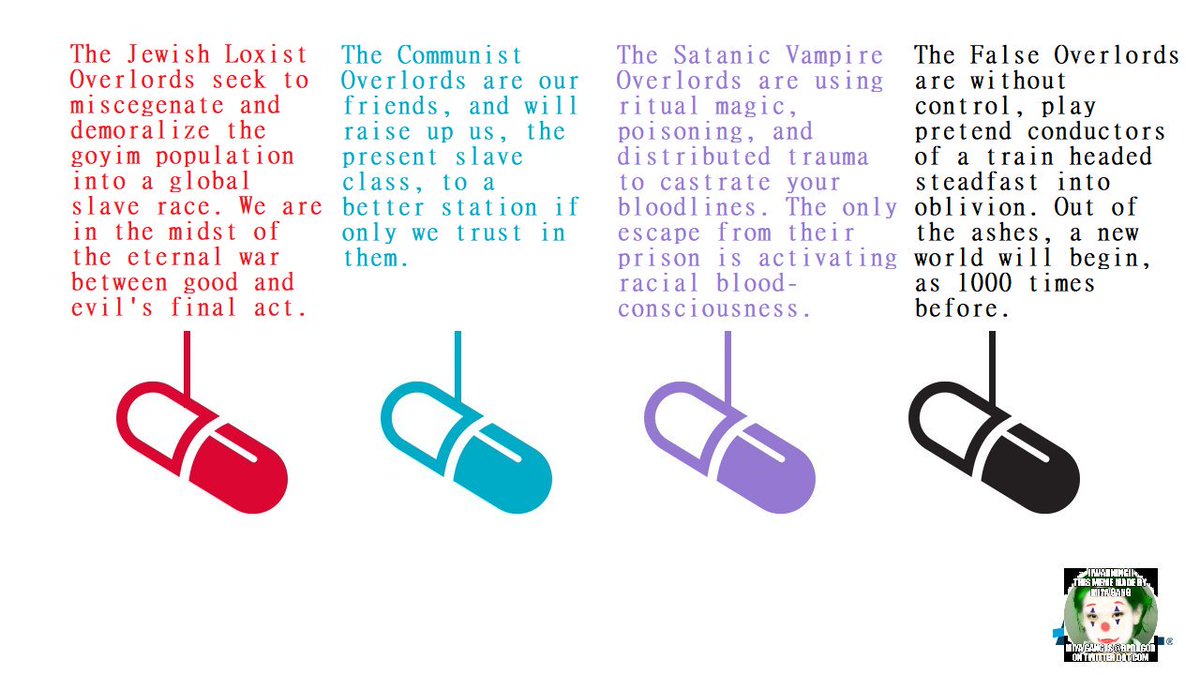 The Jewish Loxist
Overlords seek to
miscegenate and
demoralize the
goyim population
into a global
slave race. We are
in the midst of
the eternal war
between good and
evil's final act.
The Communist
Overlords are our
friends, and will
raise up us, the
present slave
class, to a
better station if
only we trust in
them.
The Satanic Vampire
Overlords are using
ritual magic,
poisoning, and
distributed trauma
to castrate your
bloodlines. The only
escape from their
prison is activating
racial blood-
consciousness.
The False Overlords
are without
control, play
pretend conductors
of a train headed
steadfast into
oblivion. Out of
the ashes, a new
world will begin,
as 1000 times
before.
THIS MEME MADE BY
ON TWITTER DOT COM
®